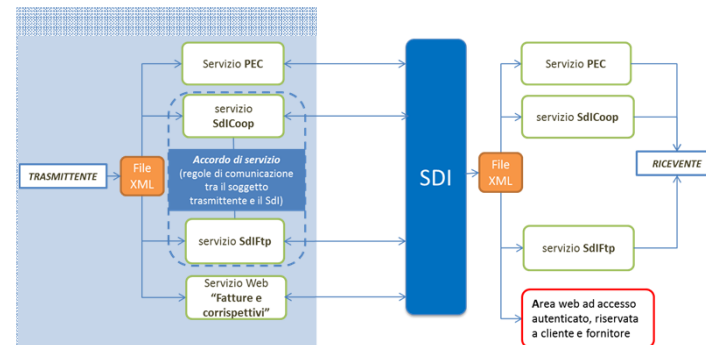 Servizio PEC
servizio
SdICoop
Accordo di servizio
(regole di comunicazione
tra il soggetto
trasmittente e il SdI)
TRASMITTENTE
File
XML
servizio SdIFtp
Servizio Web
“Fatture e
corrispettivi”
SDI
File
XML
Servizio PEC
servizio SdICoop
RICEVENTE
servizio SdIFtp
Area web ad accesso
autenticato, riservata
a cliente e fornitore